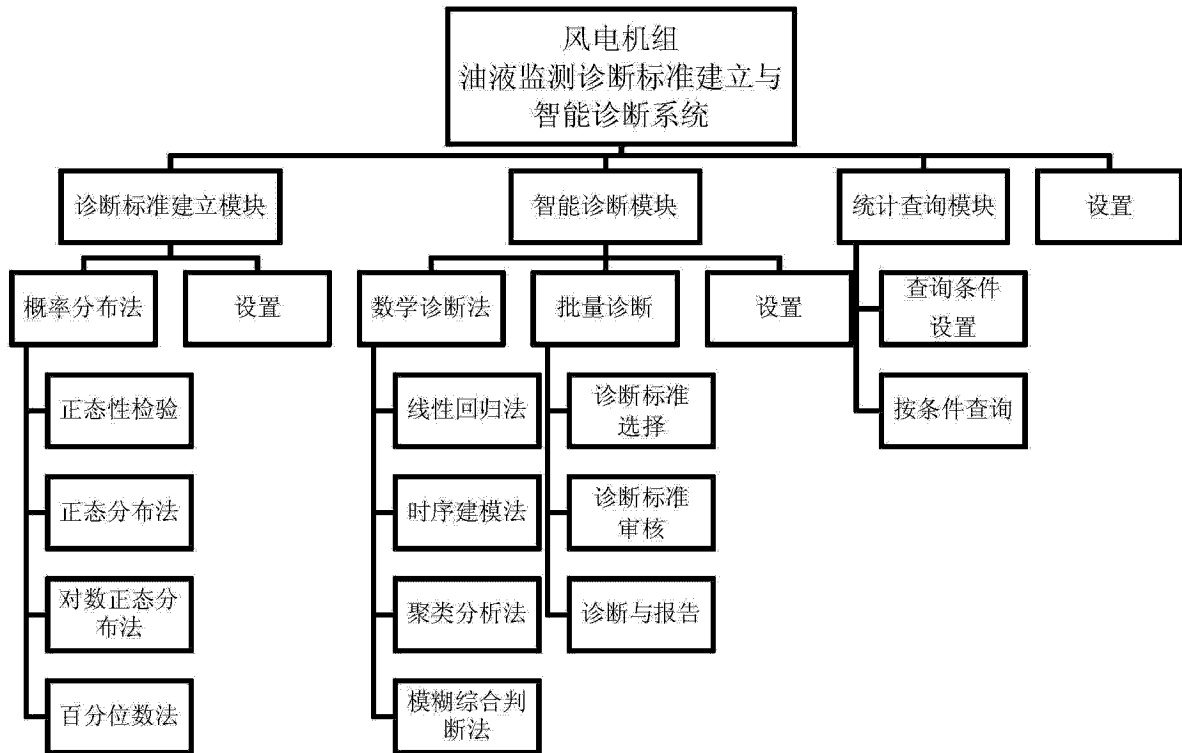 风电机组
油液监测诊断标准建立与
智能诊断系统
诊断标准建立模块
智能诊断模块
统计查询模块
设置
概率分布法
设置
数学诊断法
批量诊断
设置
查询条件
设置
正态性检验
线性回归法
诊断标准
选择
按条件查询
正态分布法
时序建模法
诊断标准
审核
对数正态分
布法
聚类分析法
诊断与报告
百分位数法
模糊综合判
断法